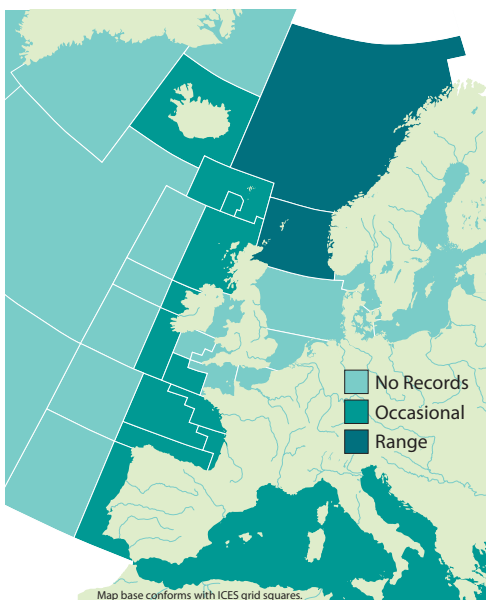 No Records
Occasional
Range
Map base conforms with ICES grid squares.